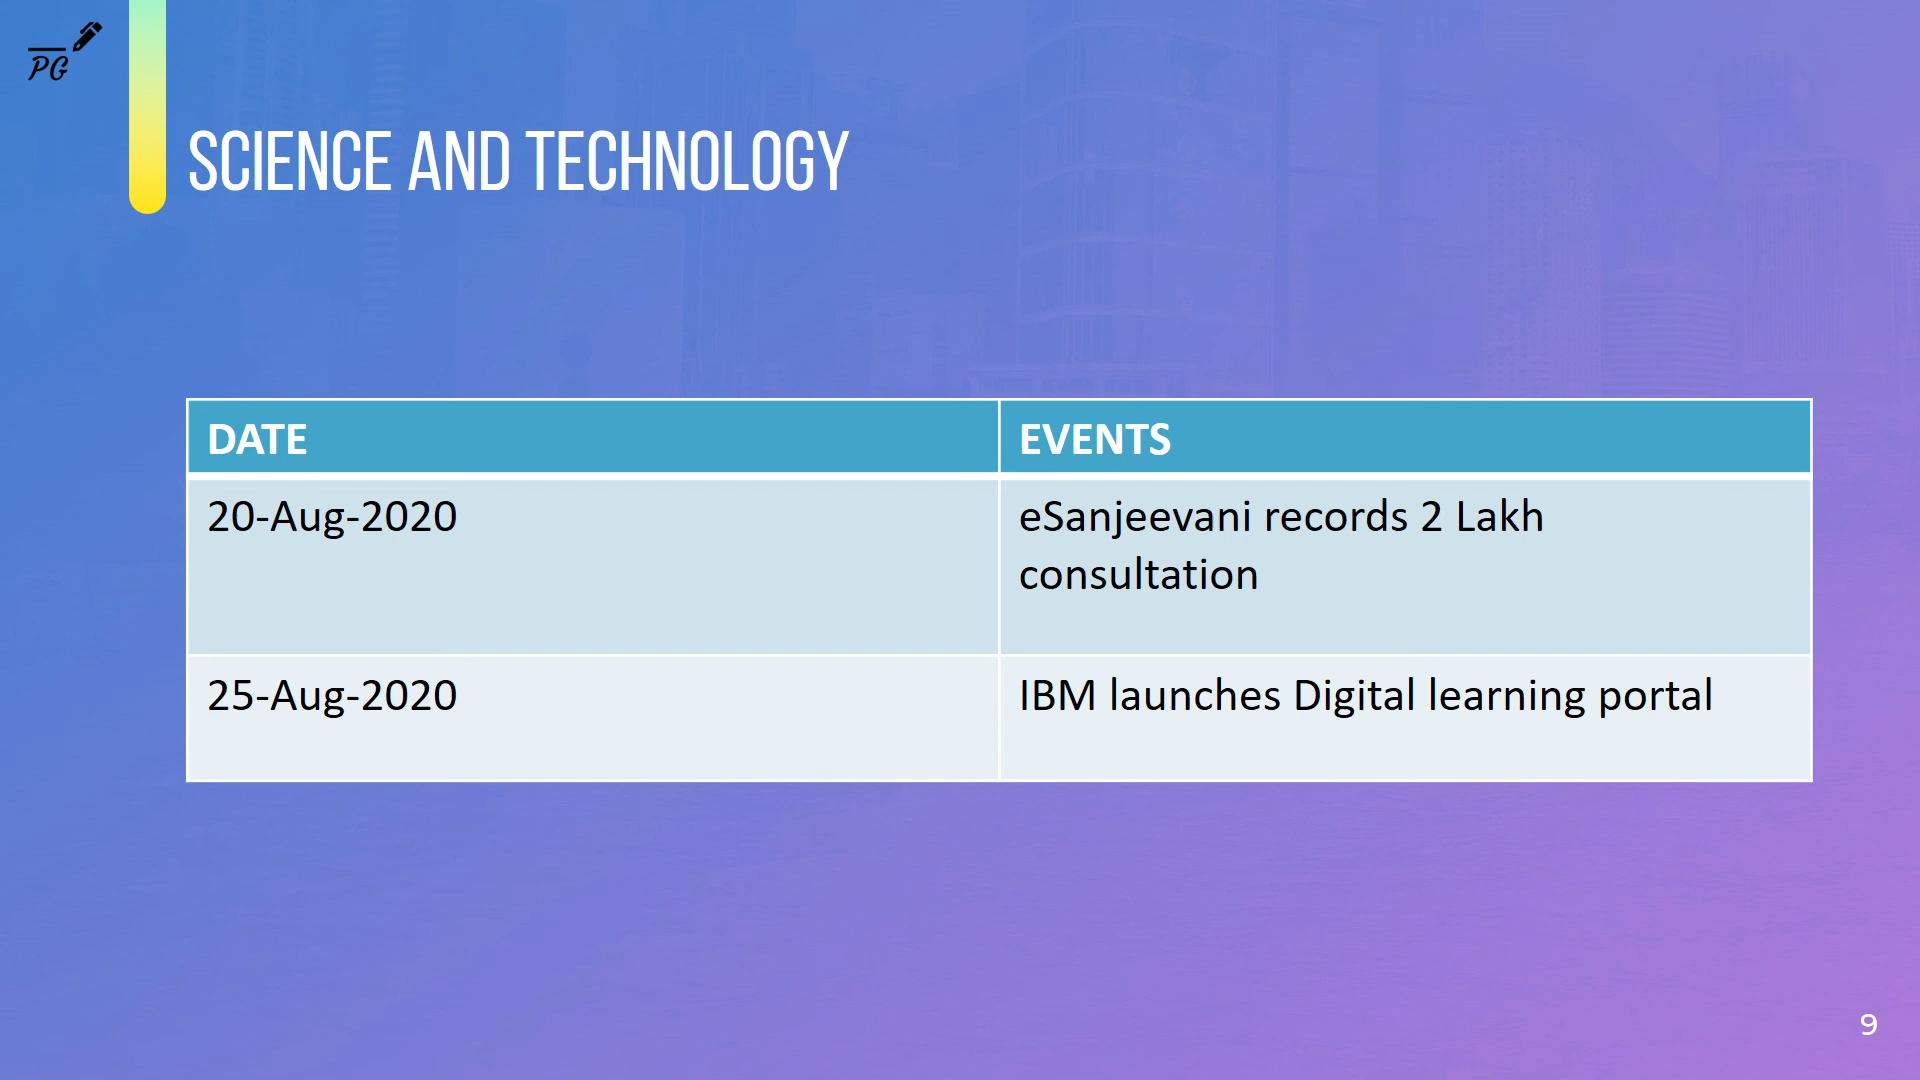 PG
SCIENCE AND TECHNOLOGY
DATE
EVENTS
20-Aug-2020
eSanjeevani records 2 Lakh
consultation
25-Aug-2020
IBM launches Digital learning portal
9